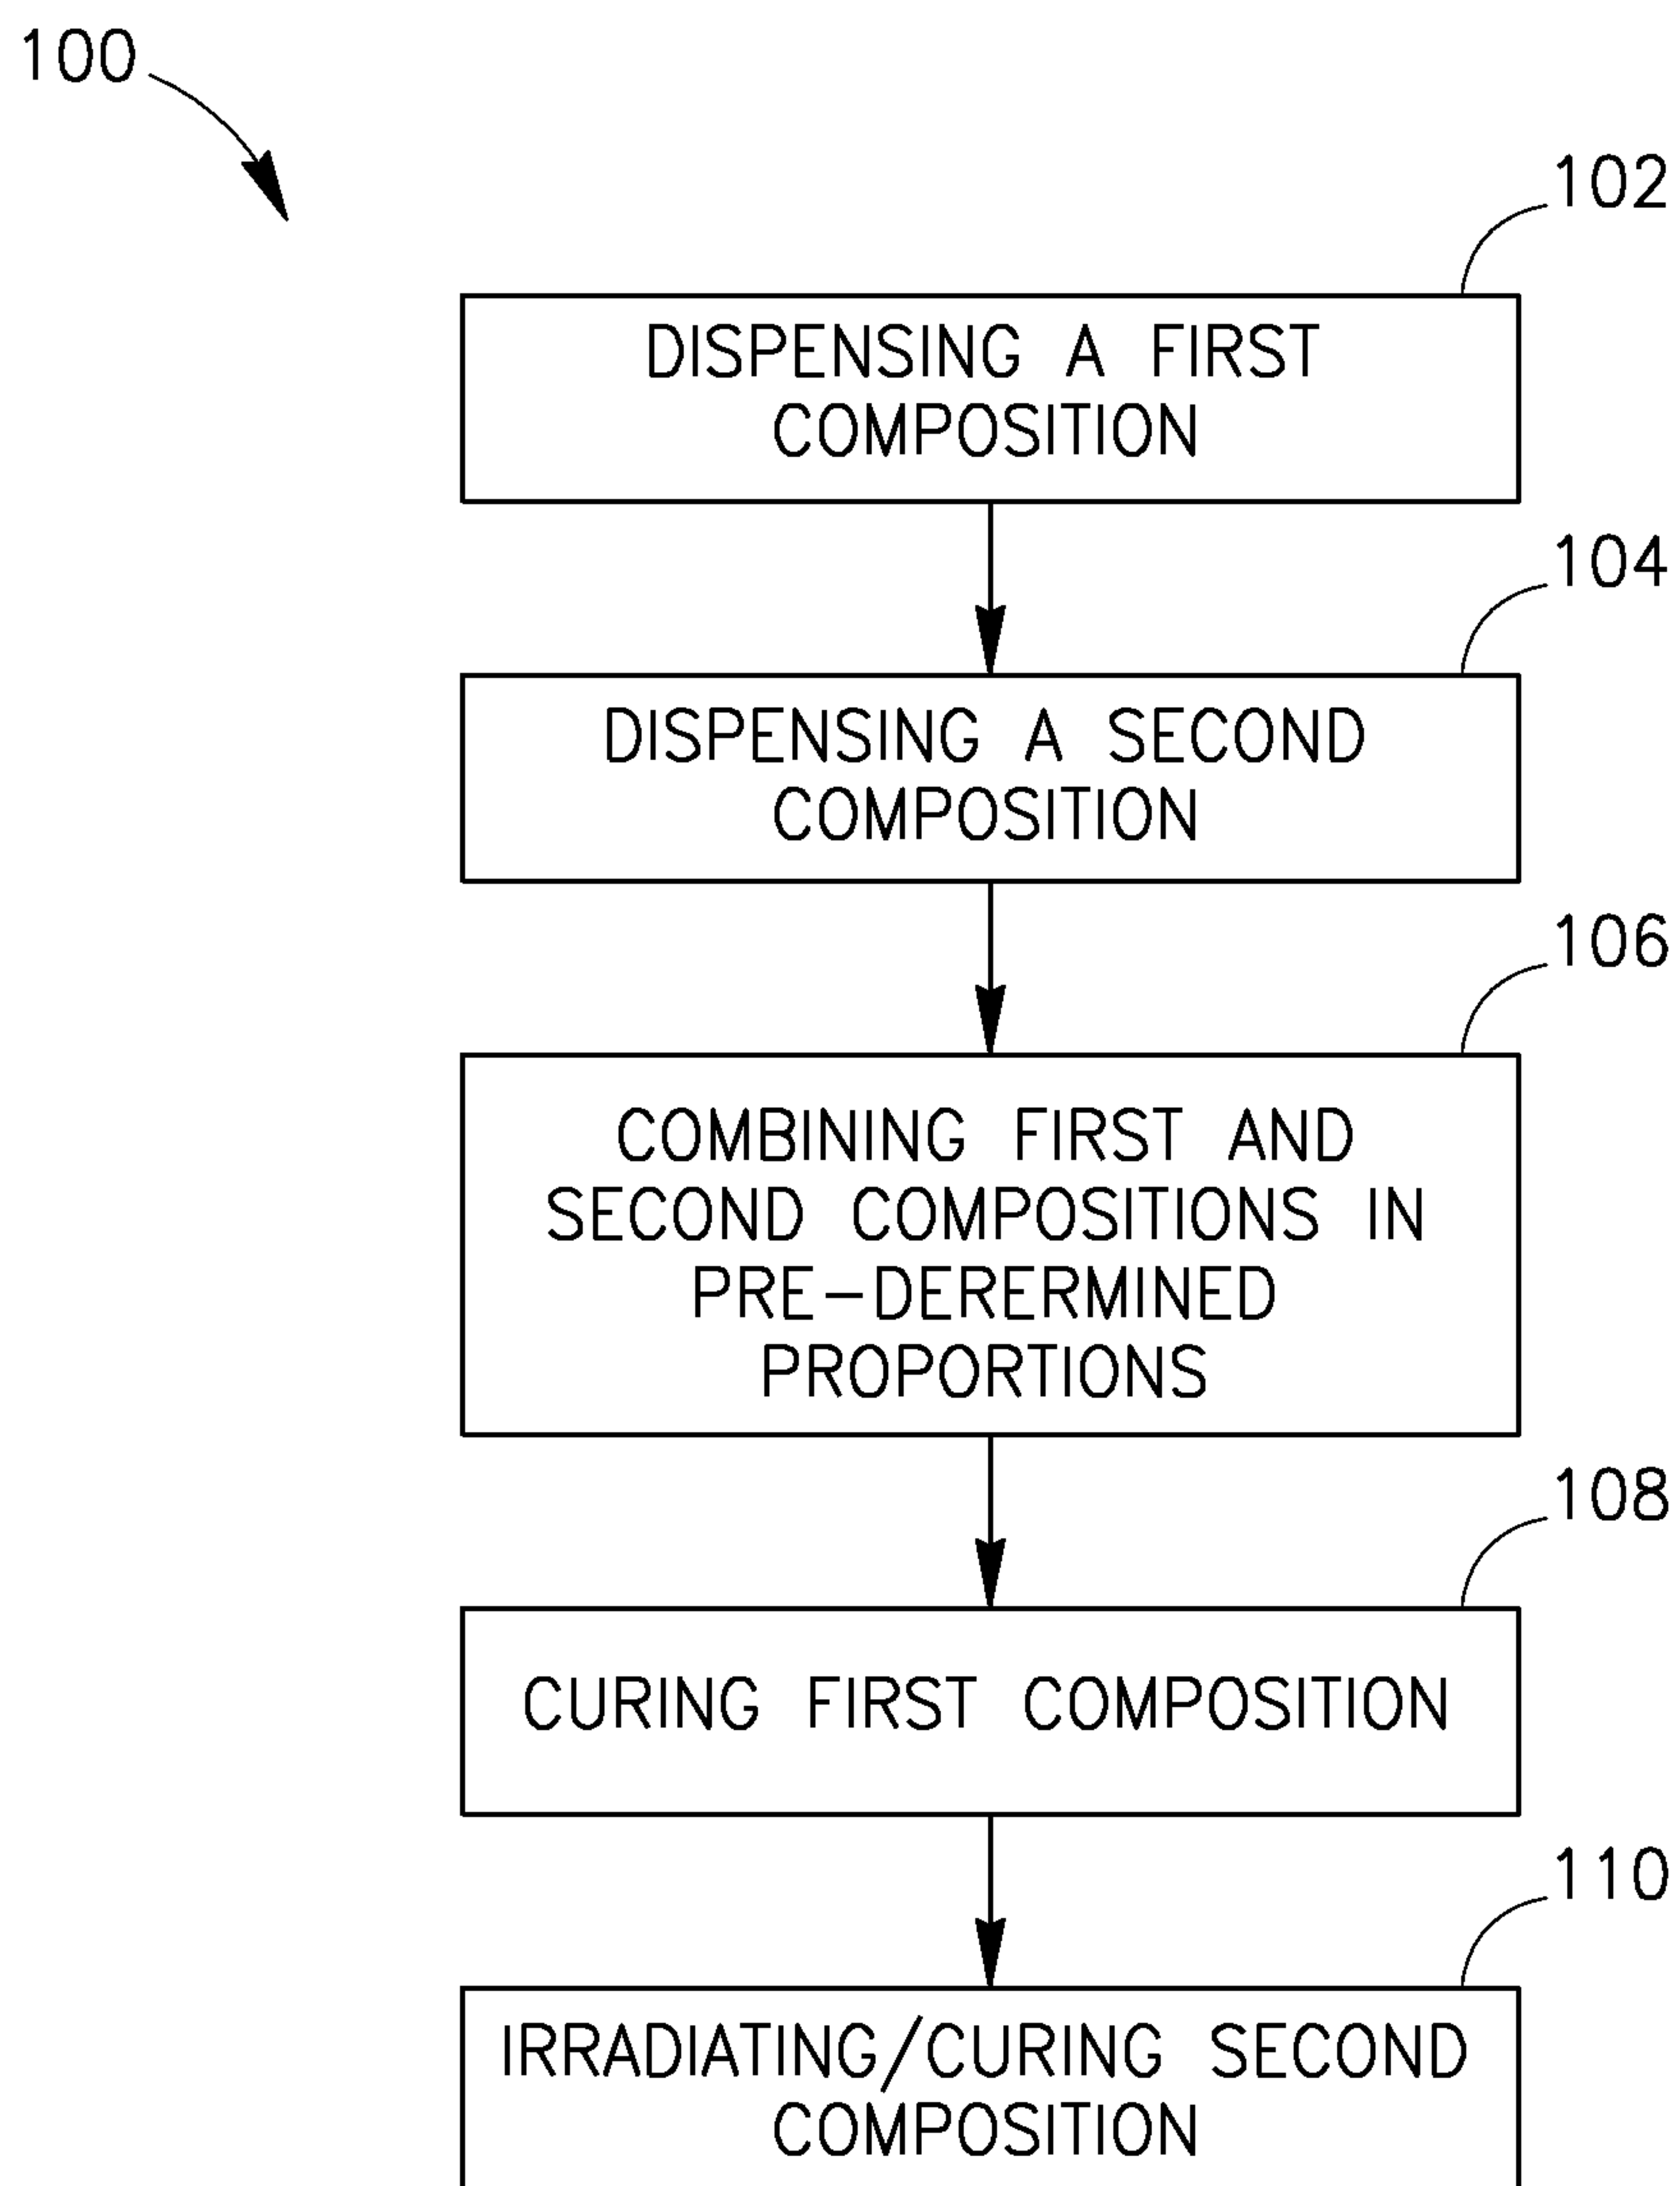 100
102
DISPENSING A FIRST
COMPOSITION
104
DISPENSING A SECOND
COMPOSITION
106
COMBINING FIRST AND
SECOND COMPOSITIONS IN
PRE-DERERMINED
PROPORTIONS
108
CURING FIRST COMPOSITION
110
IRRADIATING/CURING SECOND
COMPOSITION